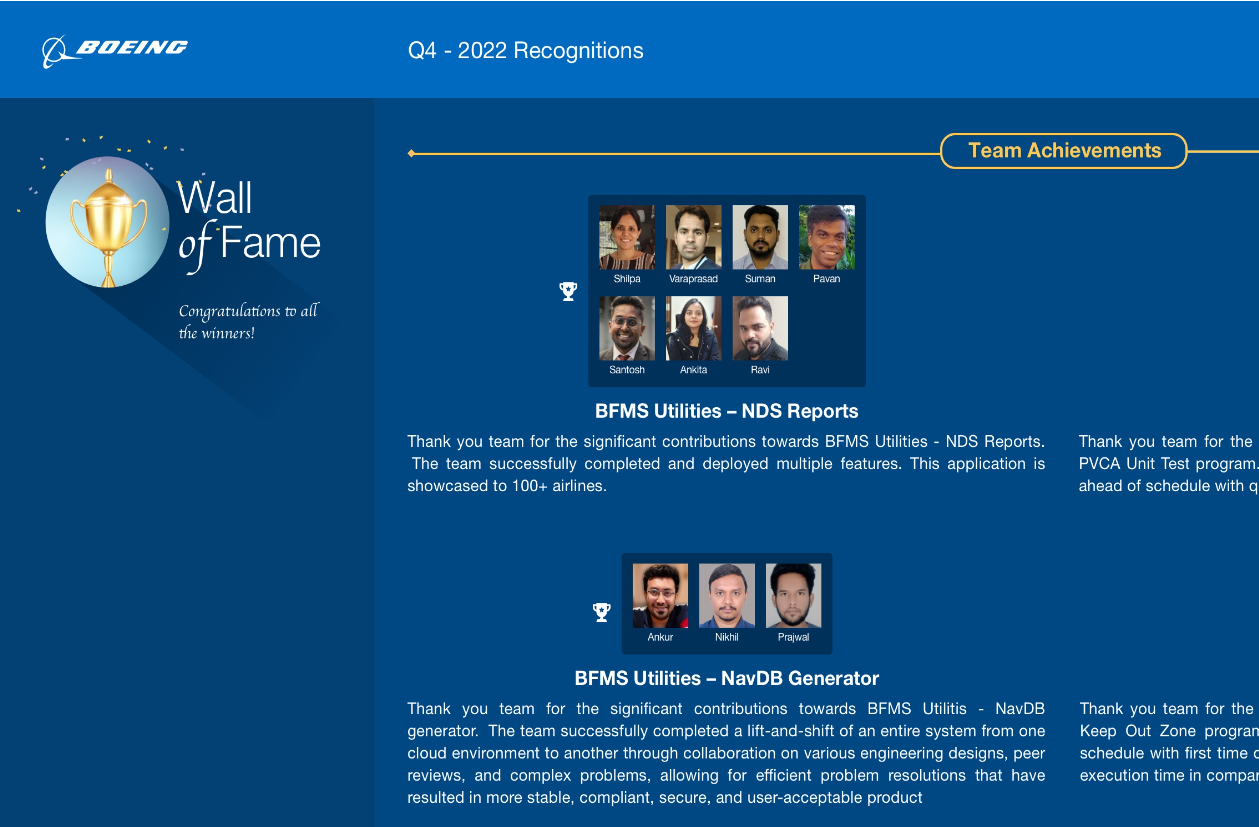 BOEING
Q4 - 2022 Recognitions
Wall
of Fame
Congratulations to all
the winners!
Team Achievements
Shilpa Varaprasad Suman Pavan
Santosh Ankita Ravi
BFMS Utilities – NDS Reports
Thank you team for the significant contributions towards BFMS Utilities - NDS Reports.
The team successfully completed and deployed multiple features. This application is
showcased to 100+ airlines.
Thank you team for the
PVCA Unit Test program.
ahead of schedule with q
Ankur Nikhil Prajwal
BFMS Utilities – NavDB Generator
Thank you team for the significant contributions towards BFMS Utilitis - NavDB
generator. The team successfully completed a lift-and-shift of an entire system from one
cloud environment to another through collaboration on various engineering designs, peer
reviews, and complex problems, allowing for efficient problem resolutions that have
resulted in more stable, compliant, secure, and user-acceptable product
Thank you team for the
Keep Out Zone program
schedule with first time
execution time in compar